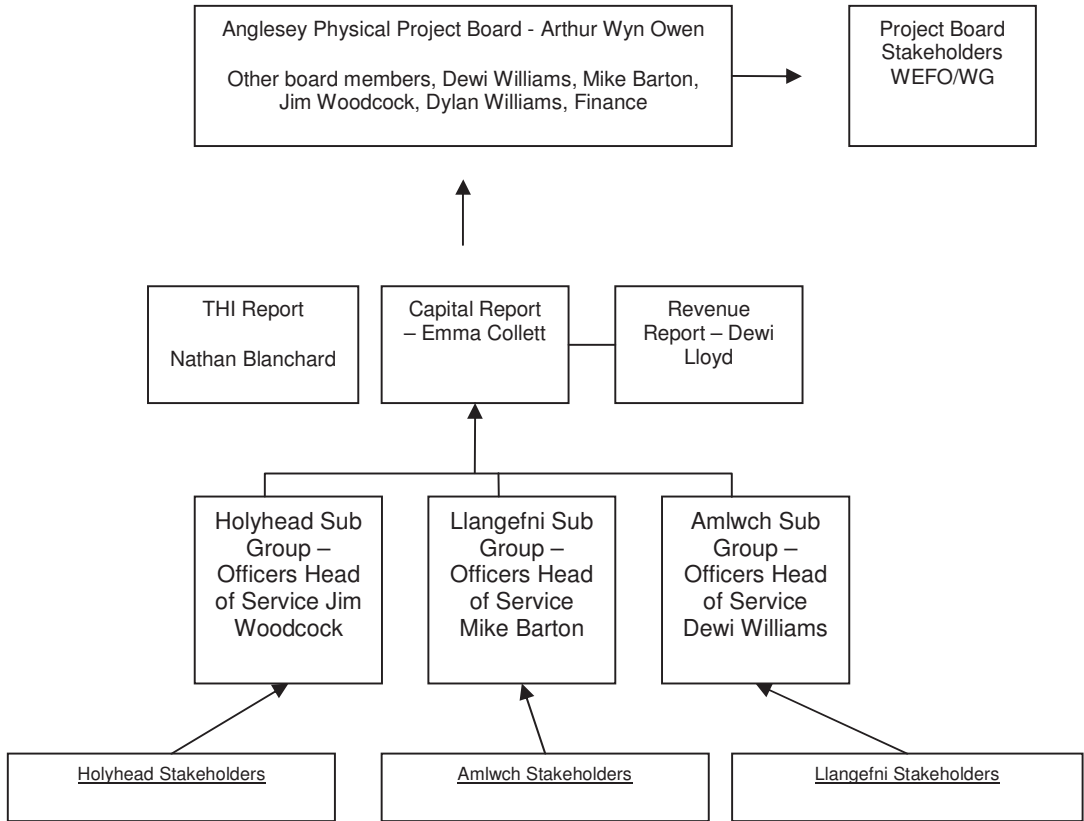 Anglesey Physical Project Board - Arthur Wyn Owen
Other board members, Dewi Williams, Mike Barton,
Jim Woodcock, Dylan Williams, Finance
Project Board
Stakeholders
WEFO/WG
THI Report
Nathan Blanchard
Capital Report
– Emma Collett
Revenue
Report – Dewi
Lloyd
Holyhead Sub
Group –
Officers Head
of Service Jim
Woodcock
Llangefni Sub
Group –
Officers Head
of Service
Mike Barton
Amlwch Sub
Group –
Officers Head
of Service
Dewi Williams
Holyhead Stakeholders
Amlwch Stakeholders
Llangefni Stakeholders